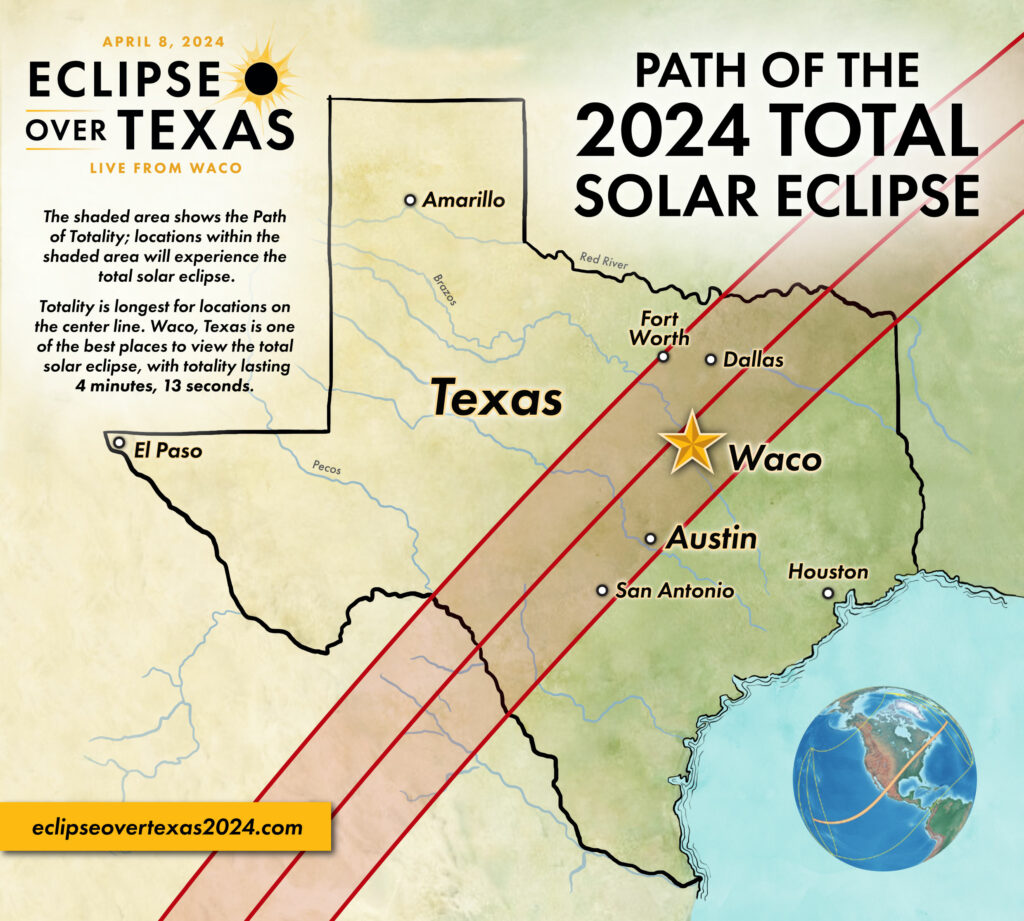 APRIL 8, 2024
ECLIPSE
OVER TEXAS
LIVE FROM WACO
The shaded area shows the Path
of Totality; locations within the
shaded area will experience the
total solar eclipse.
Totality is longest for locations on
the center line. Waco, Texas is one
of the best places to view the total
solar eclipse, with totality lasting
4 minutes, 13 seconds.
PATH OF THE
2024 TOTAL
SOLAR ECLIPSE
Amarillo
Red River
Brazos
Fort
Worth
Dallas
Texas
El Paso
Waco
Pecos
Austin
Houston
San Antonio
eclipseovertexas2024.com